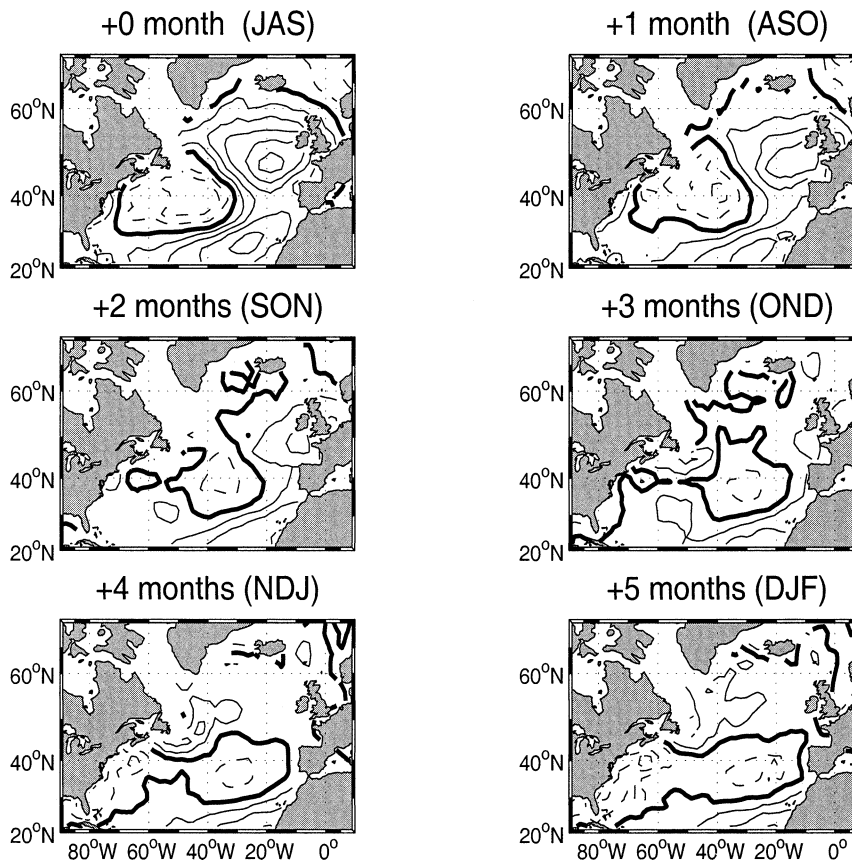 +0 month (JAS)
+1 month (ASO)
60°N
40°N
20°N
60°N
40°N
20°N
+2 months (SON)
+3 months (OND)
60°N
40°N
20°N
60°N
40°N
20°N
+4 months (NDJ)
+5 months (DJF)
60°N
40°N
20°N
60°N
40°N
20°N
80°W 60°W 40°W 20°W 0°
80°W 60°W 40°W 20°W 0°